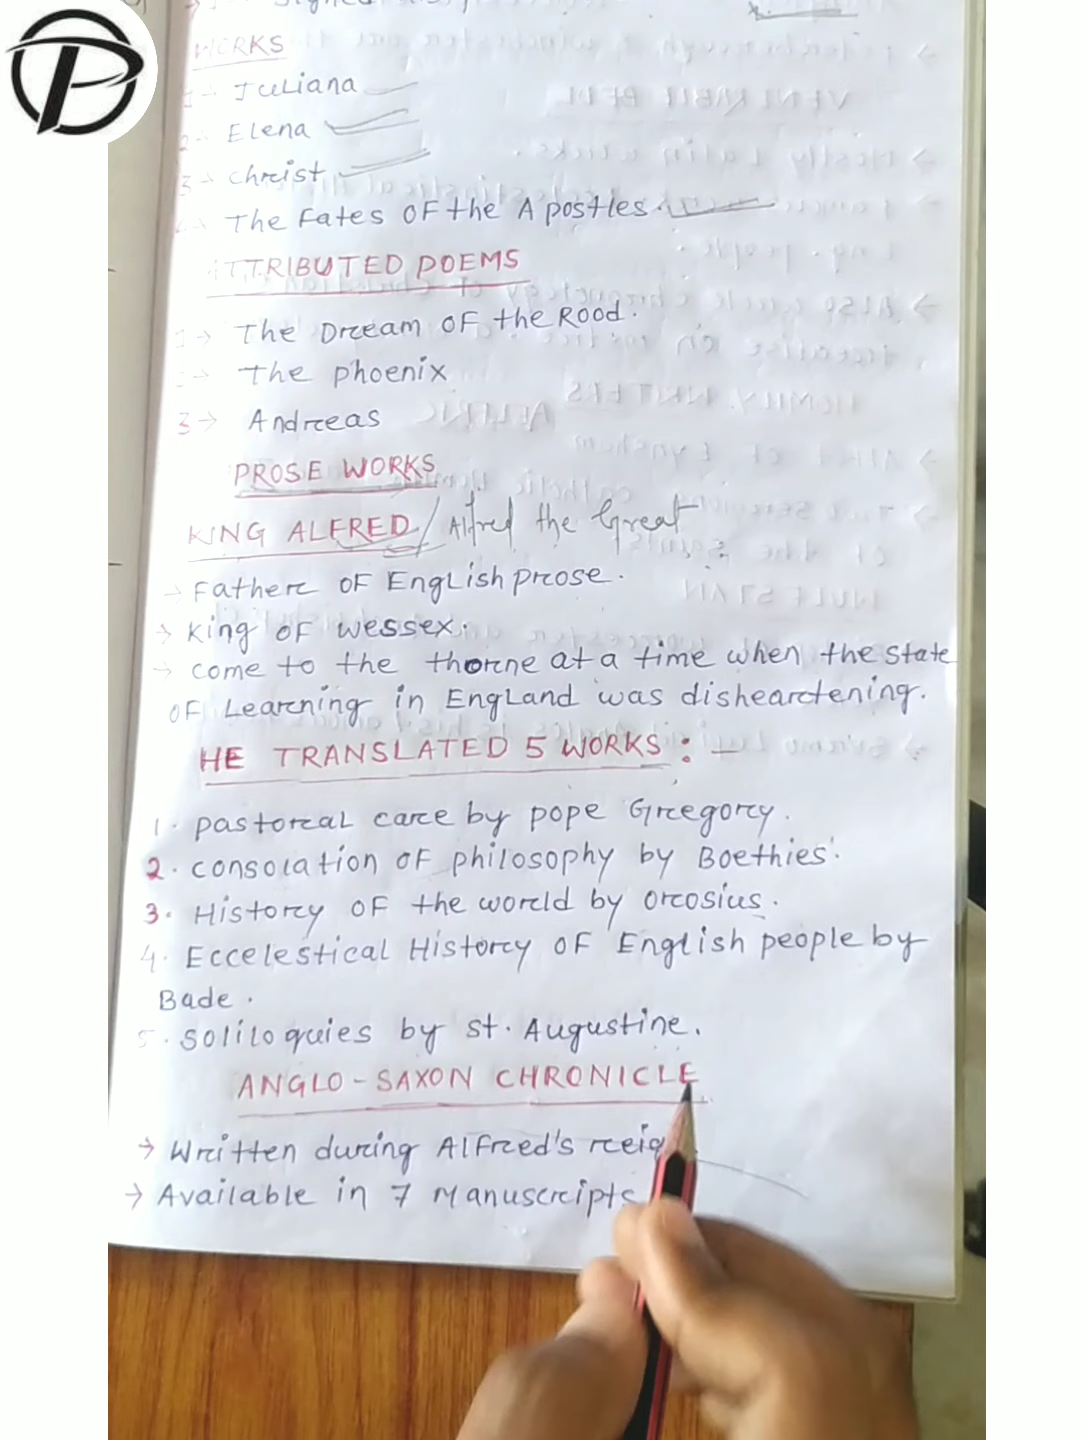 WORKS
1 → Juliana
2 → Elena
3 → Christ
4 → The Fates OF the Apostles.
ATTRIBUTED POEMS
1 → The Dream OF the Rood.
2 → The phoenix
3 → Andreas
PROSE WORKS
KING ALFRED / Alfred the Great
→ Father OF English prose.
→ King OF Wessex.
→ come to the thorne at a time when the state
OF Learning in England was disheartening.
HE TRANSLATED 5 WORKS : –
1. Pastoral care by pope Gregory.
2. Consolation OF philosophy by Boethies.
3. History OF the world by Orosius.
4. Eccelestical History OF English people by
Bade.
5. Soliloquies by St. Augustine.
ANGLO-SAXON CHRONICLE
→ Written during Alfred's
→ Available in 7 Manuscripts